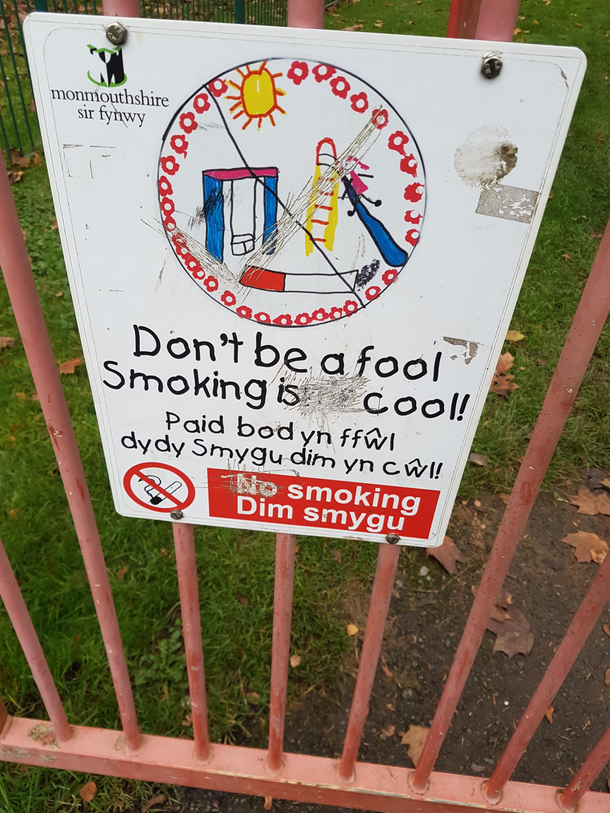 monmouthshire
sir fynwy
Don't be a fool
Smoking is cool!
Paid bod yn ffŵl
dydy Smygu dim yn cŵl!
No smoking
Dim smygu